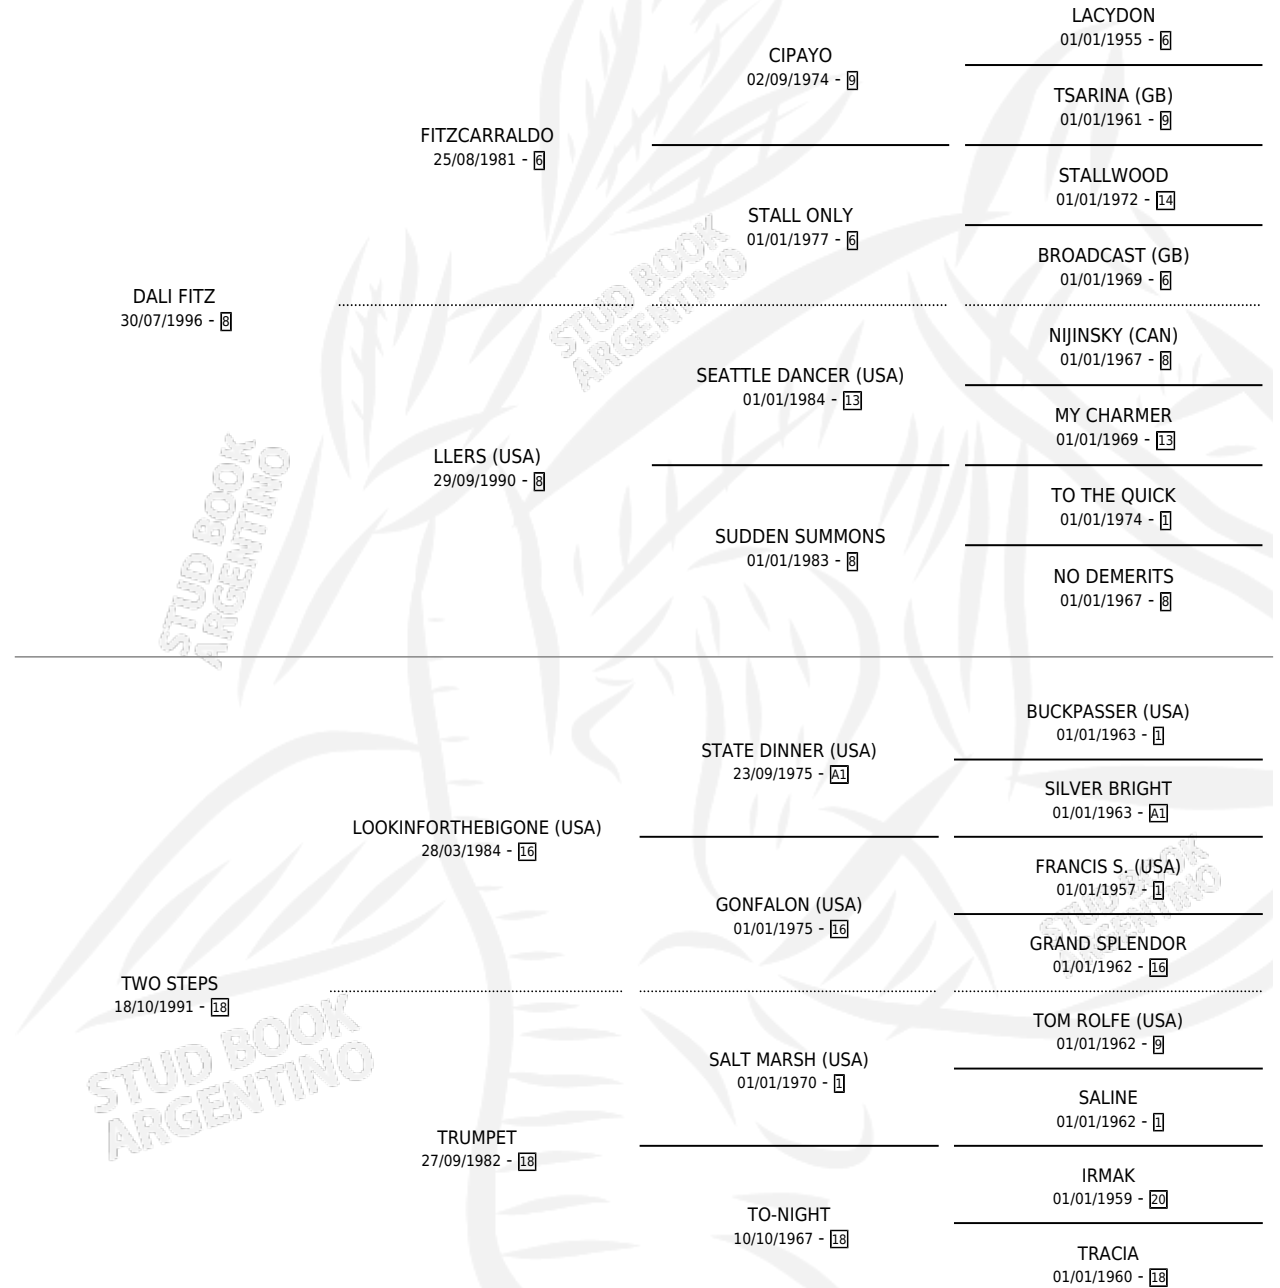 LACYDON
01/01/1955 - 6
CIPAYO
02/09/1974 - 9
TSARINA (GB)
01/01/1961 - 9
FITZCARRALDO
25/08/1981 - 6
STALLWOOD
01/01/1972 - 14
STALL ONLY
01/01/1977 - 6
BROADCAST (GB)
01/01/1969 - 6
DALI FITZ
30/07/1996 - 8
STUD BOOK
ARGENTINO
NIJINSKY (CAN)
01/01/1967 - 8
SEATTLE DANCER (USA)
01/01/1984 - 13
MY CHARMER
01/01/1969 - 13
LLERS (USA)
29/09/1990 - 8
TO THE QUICK
01/01/1974 - 1
SUDDEN SUMMONS
01/01/1983 - 8
NO DEMERITS
01/01/1967 - 8
STUD BOOK
ARGENTINO
BUCKPASSER (USA)
01/01/1963 - 1
STATE DINNER (USA)
23/09/1975 - A1
SILVER BRIGHT
01/01/1963 - A1
LOOKINFORTHEBIGONE (USA)
28/03/1984 - 16
FRANCIS S. (USA)
01/01/1957 - 1
GONFALON (USA)
01/01/1975 - 16
GRAND SPLENDOR
01/01/1962 - 16
STUD BOOK
ARGENTINO
TWO STEPS
18/10/1991 - 18
TOM ROLFE (USA)
01/01/1962 - 9
SALT MARSH (USA)
01/01/1970 - 1
SALINE
01/01/1962 - 1
STUD BOOK
ARGENTINO
TRUMPET
27/09/1982 - 18
IRMAK
01/01/1959 - 20
TO-NIGHT
10/10/1967 - 18
TRACIA
01/01/1960 - 18